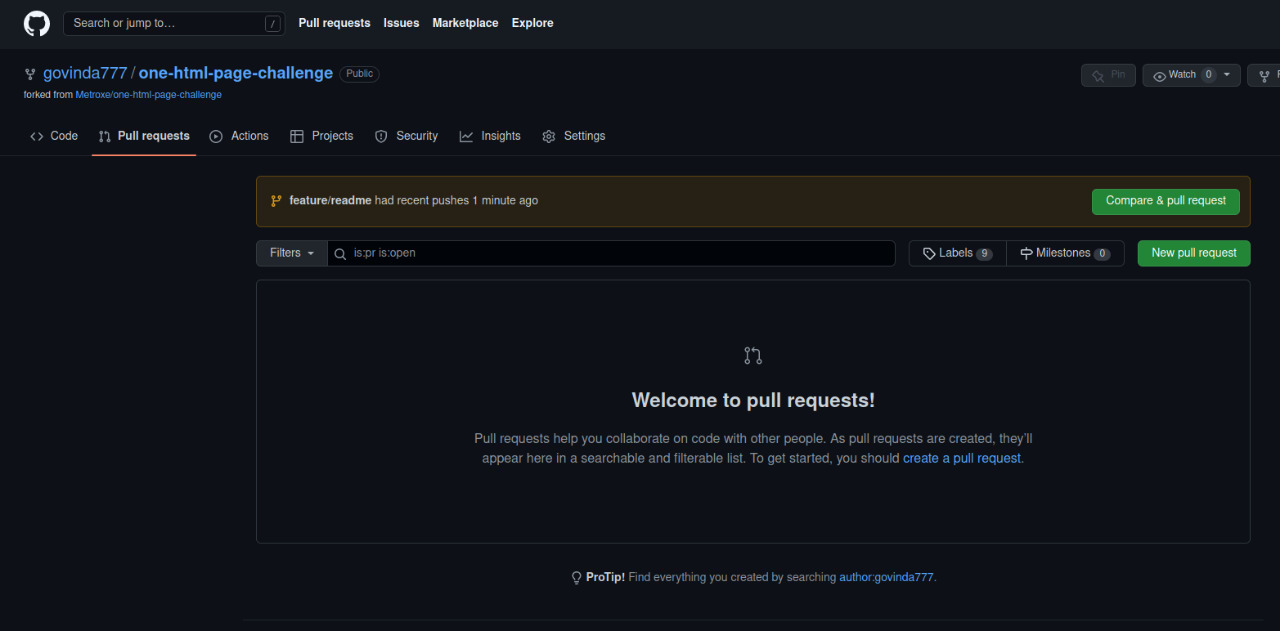 Search or jump to… /
Pull requests Issues Marketplace Explore
govinda777 / one-html-page-challenge Public
Pin Watch 0
forked from Metroxe/one-html-page-challenge
Code Pull requests Actions Projects Security Insights Settings
feature/readme had recent pushes 1 minute ago Compare & pull request
Filters is:pr is:open Labels 9 Milestones 0 New pull request
Welcome to pull requests!
Pull requests help you collaborate on code with other people. As pull requests are created, they’ll
appear here in a searchable and filterable list. To get started, you should create a pull request.
ProTip! Find everything you created by searching author:govinda777.